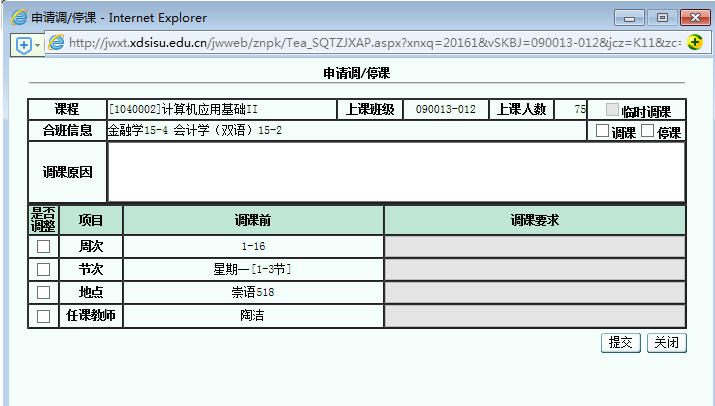 申请调/停课 - Internet Explorer
http://jwxt.xdsisu.edu.cn/jwweb/znpk/Tea_SQTZJXAP.aspx?xnxq=20161&vSKBJ=090013-012&jcz=K11&zc=
申请调/停课
课程 [1040002]计算机应用基础II 上课班级 090013-012 上课人数 75 临时调课
合班信息 金融学15-4 会计学（双语）15-2 调课 停课
调课原因
是否调整 项目 调课前 调课要求
周次 1-16
节次 星期一[1-3节]
地点 崇语518
任课教师 陶洁
提交 关闭